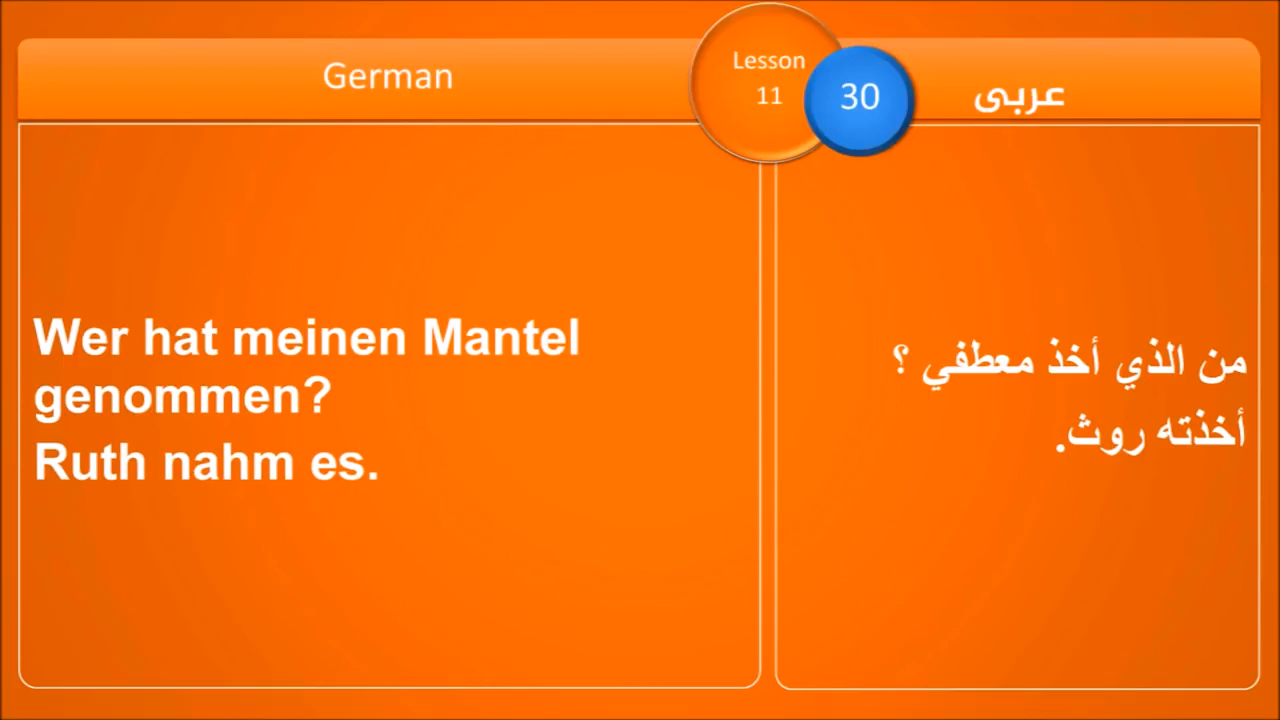 German
Lesson
11
30
عربى
Wer hat meinen Mantel
genommen?
Ruth nahm es.
من الذي أخذ معطفي ؟
أخذته روث.